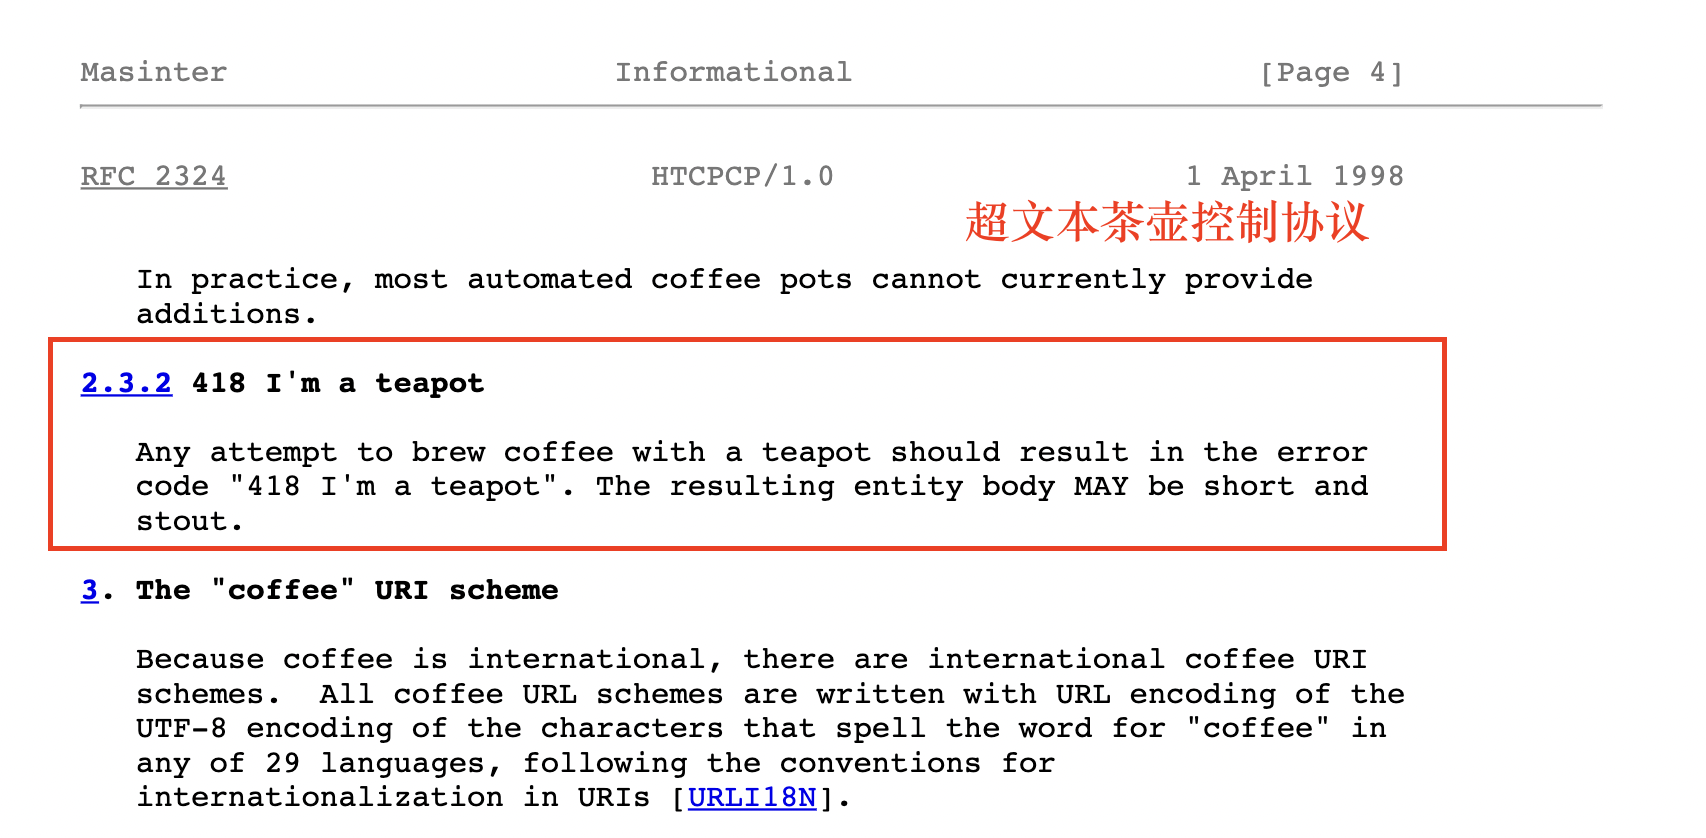 Masinter Informational [Page 4]
RFC 2324 HTCPCP/1.0 1 April 1998
超文本茶壶控制协议
In practice, most automated coffee pots cannot currently provide
additions.
2.3.2 418 I'm a teapot
Any attempt to brew coffee with a teapot should result in the error
code "418 I'm a teapot". The resulting entity body MAY be short and
stout.
3. The "coffee" URI scheme
Because coffee is international, there are international coffee URI
schemes.  All coffee URL schemes are written with URL encoding of the
UTF-8 encoding of the characters that spell the word for "coffee" in
any of 29 languages, following the conventions for
internationalization in URIs [URLI18N].